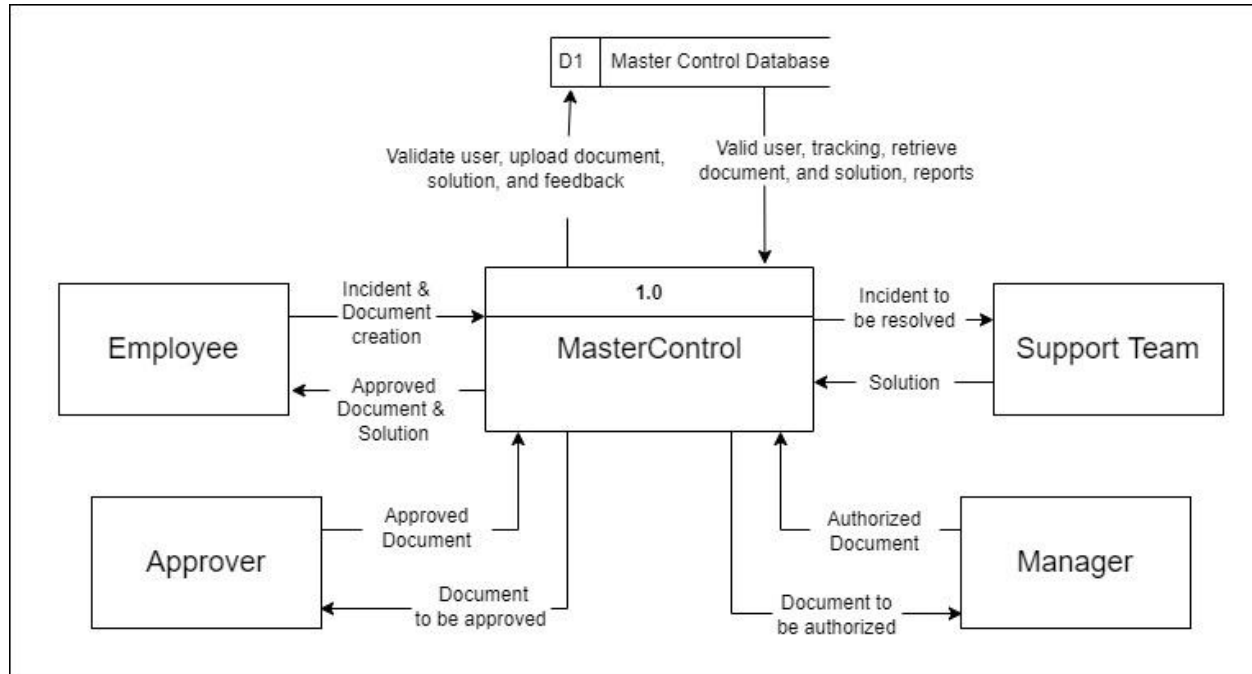 D1 Master Control Database
Validate user, upload document,
solution, and feedback
Valid user, tracking, retrieve
document, and solution, reports
Employee
Incident &
Document
creation
Approved
Document &
Solution
1.0
MasterControl
Incident to
be resolved
Solution
Support Team
Approver
Approved
Document
Document
to be approved
Authorized
Document
Document to
be authorized
Manager